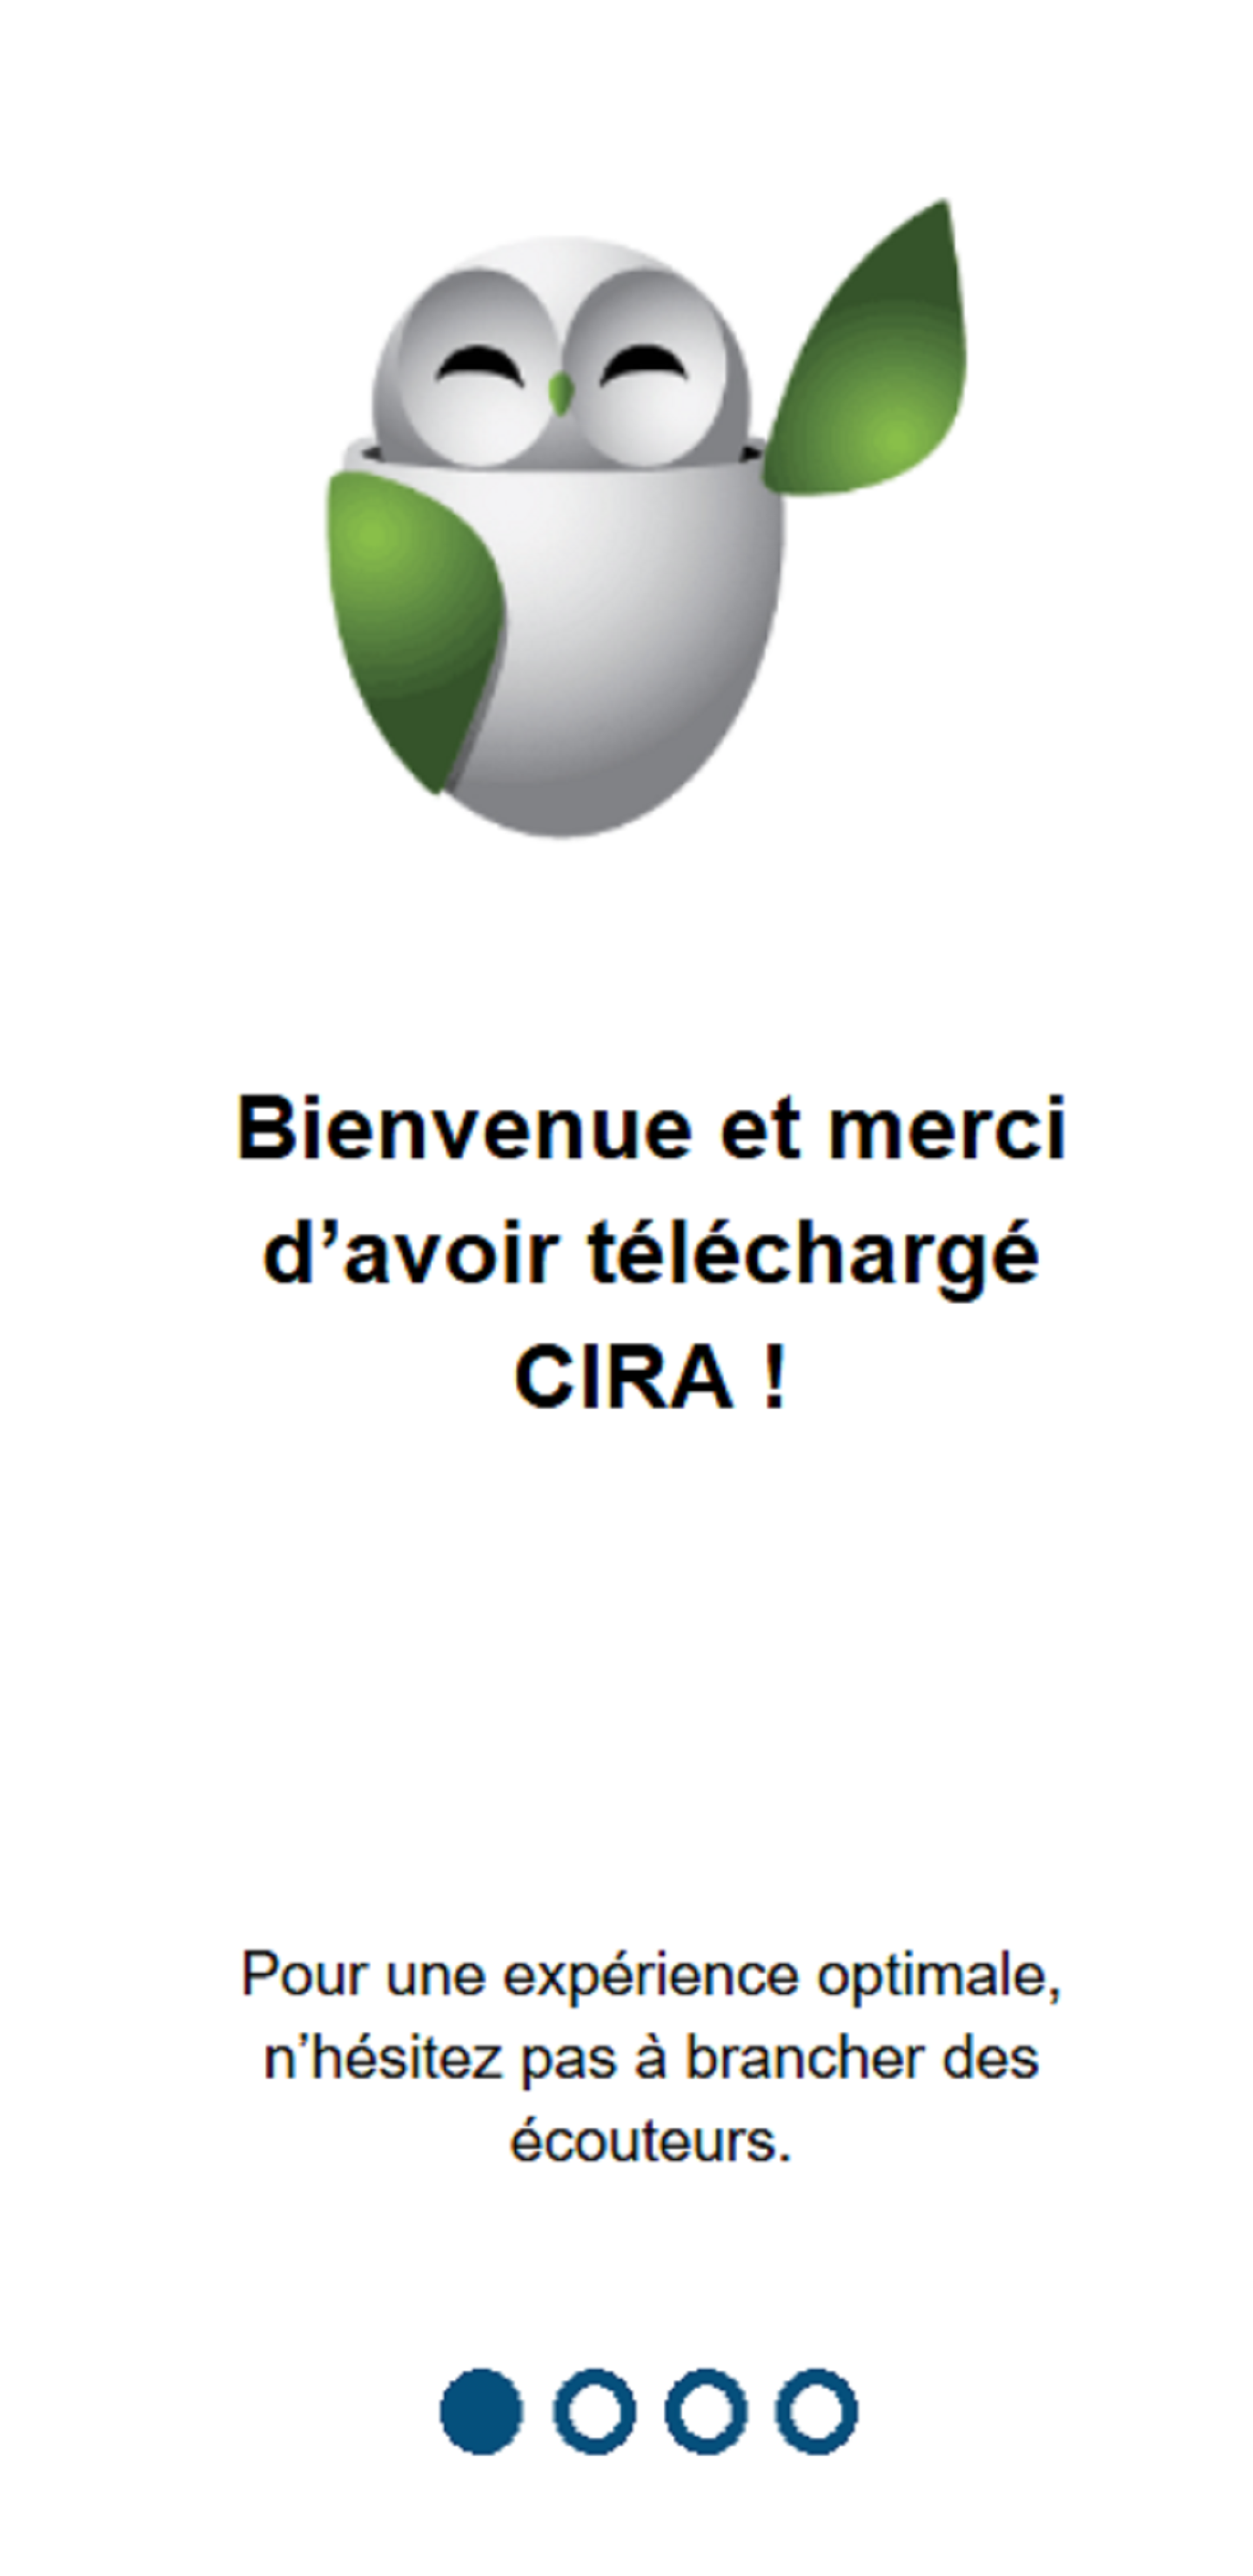 Bienvenue et merci
d’avoir téléchargé
CIRA !
Pour une expérience optimale,
n’hésitez pas à brancher des
écouteurs.